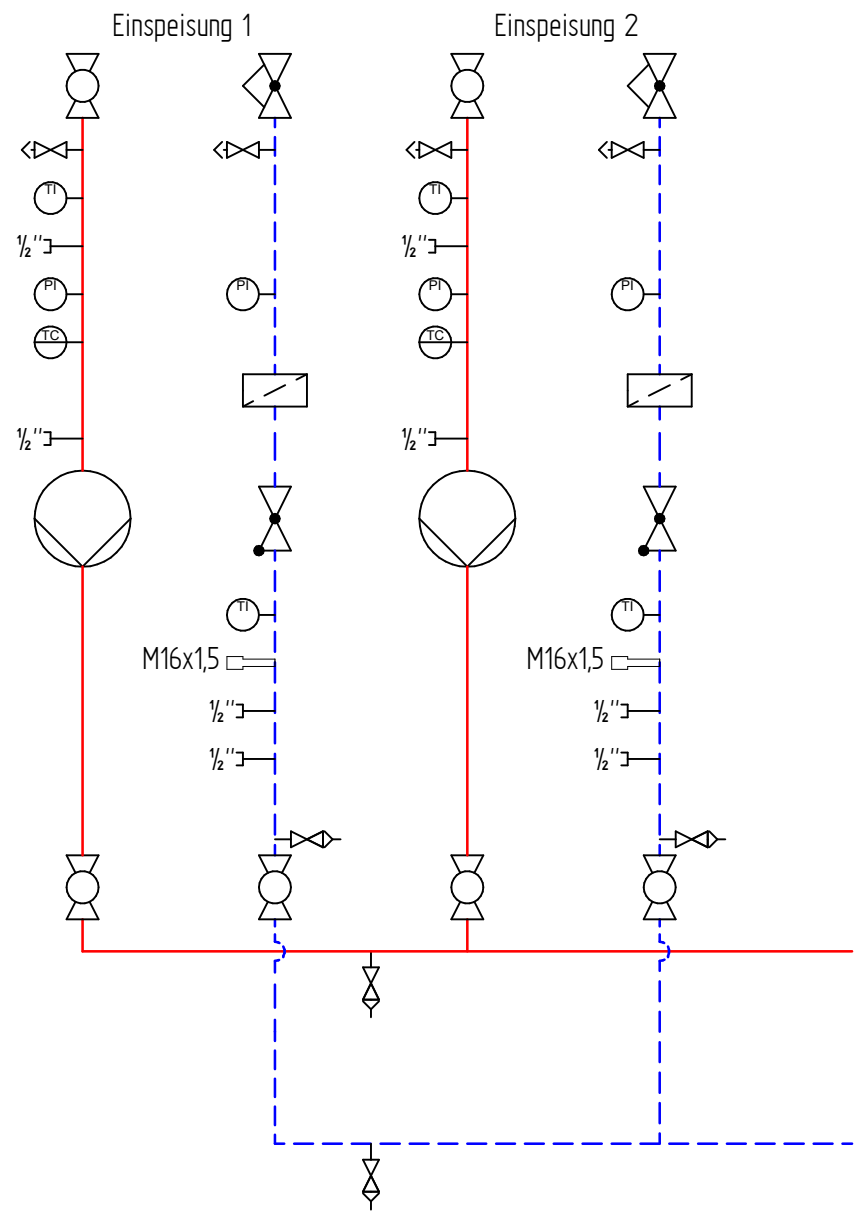 Einspeisung 1 Einspeisung 2
TI TI
1/2'' 1/2''
PI PI PI PI
TC TC
1/2'' 1/2''
TI TI
M16x1,5 M16x1,5
1/2'' 1/2''
1/2'' 1/2''